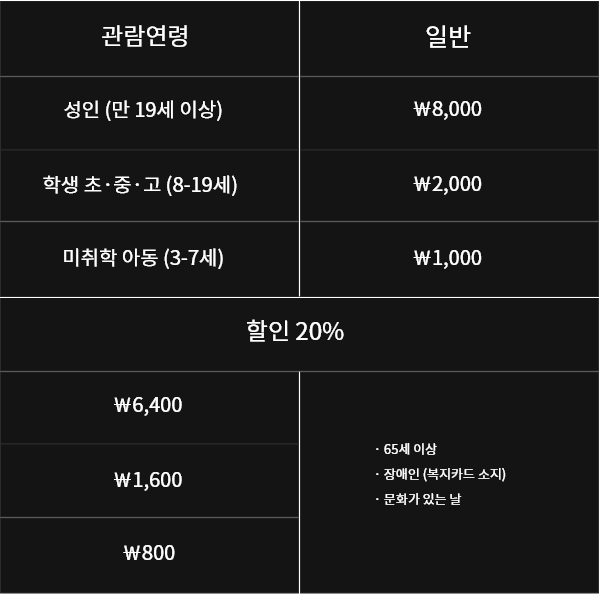 관람연령 일반
성인 (만 19세 이상) ₩8,000
학생 초·중·고 (8-19세) ₩2,000
미취학 아동 (3-7세) ₩1,000
할인 20%
₩6,400
₩1,600
₩800
· 65세 이상
· 장애인 (복지카드 소지)
· 문화가 있는 날